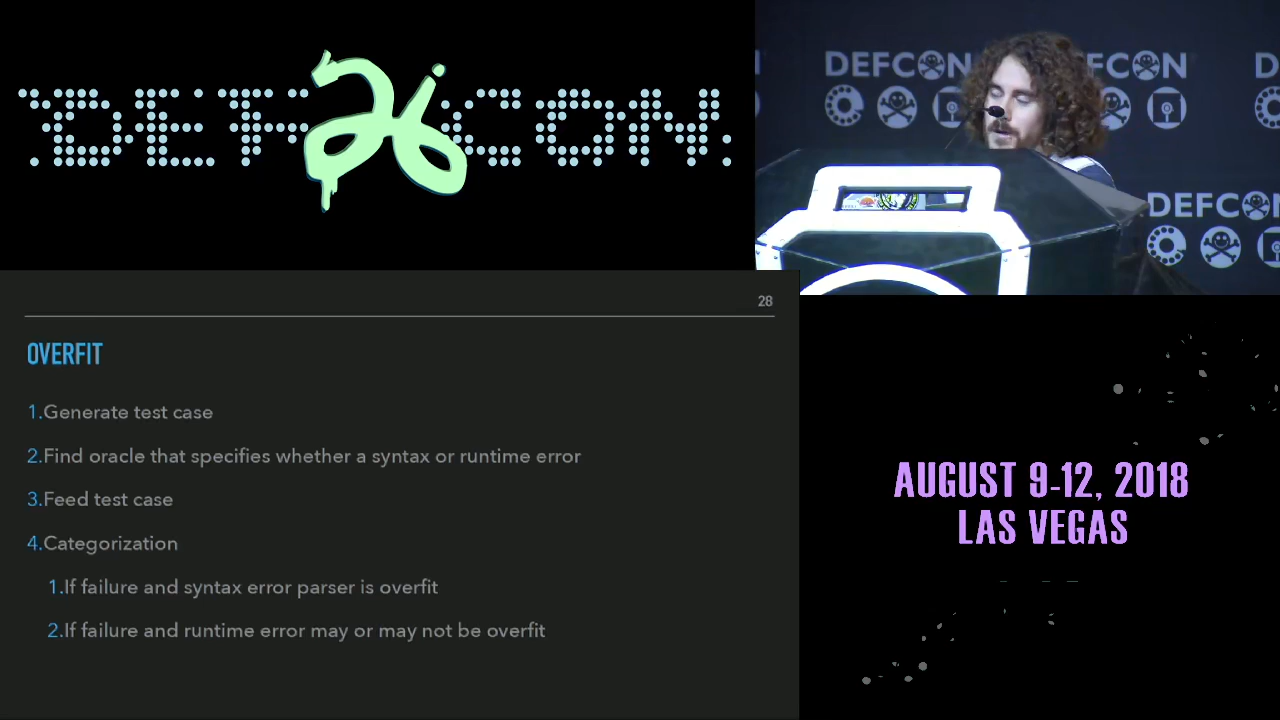 DEF CON
26
DEFCON
DEFCON
DEFCON
28
OVERFIT
1.Generate test case
2.Find oracle that specifies whether a syntax or runtime error
3.Feed test case
4.Categorization
1.If failure and syntax error parser is overfit
2.If failure and runtime error may or may not be overfit
AUGUST 9-12, 2018
LAS VEGAS